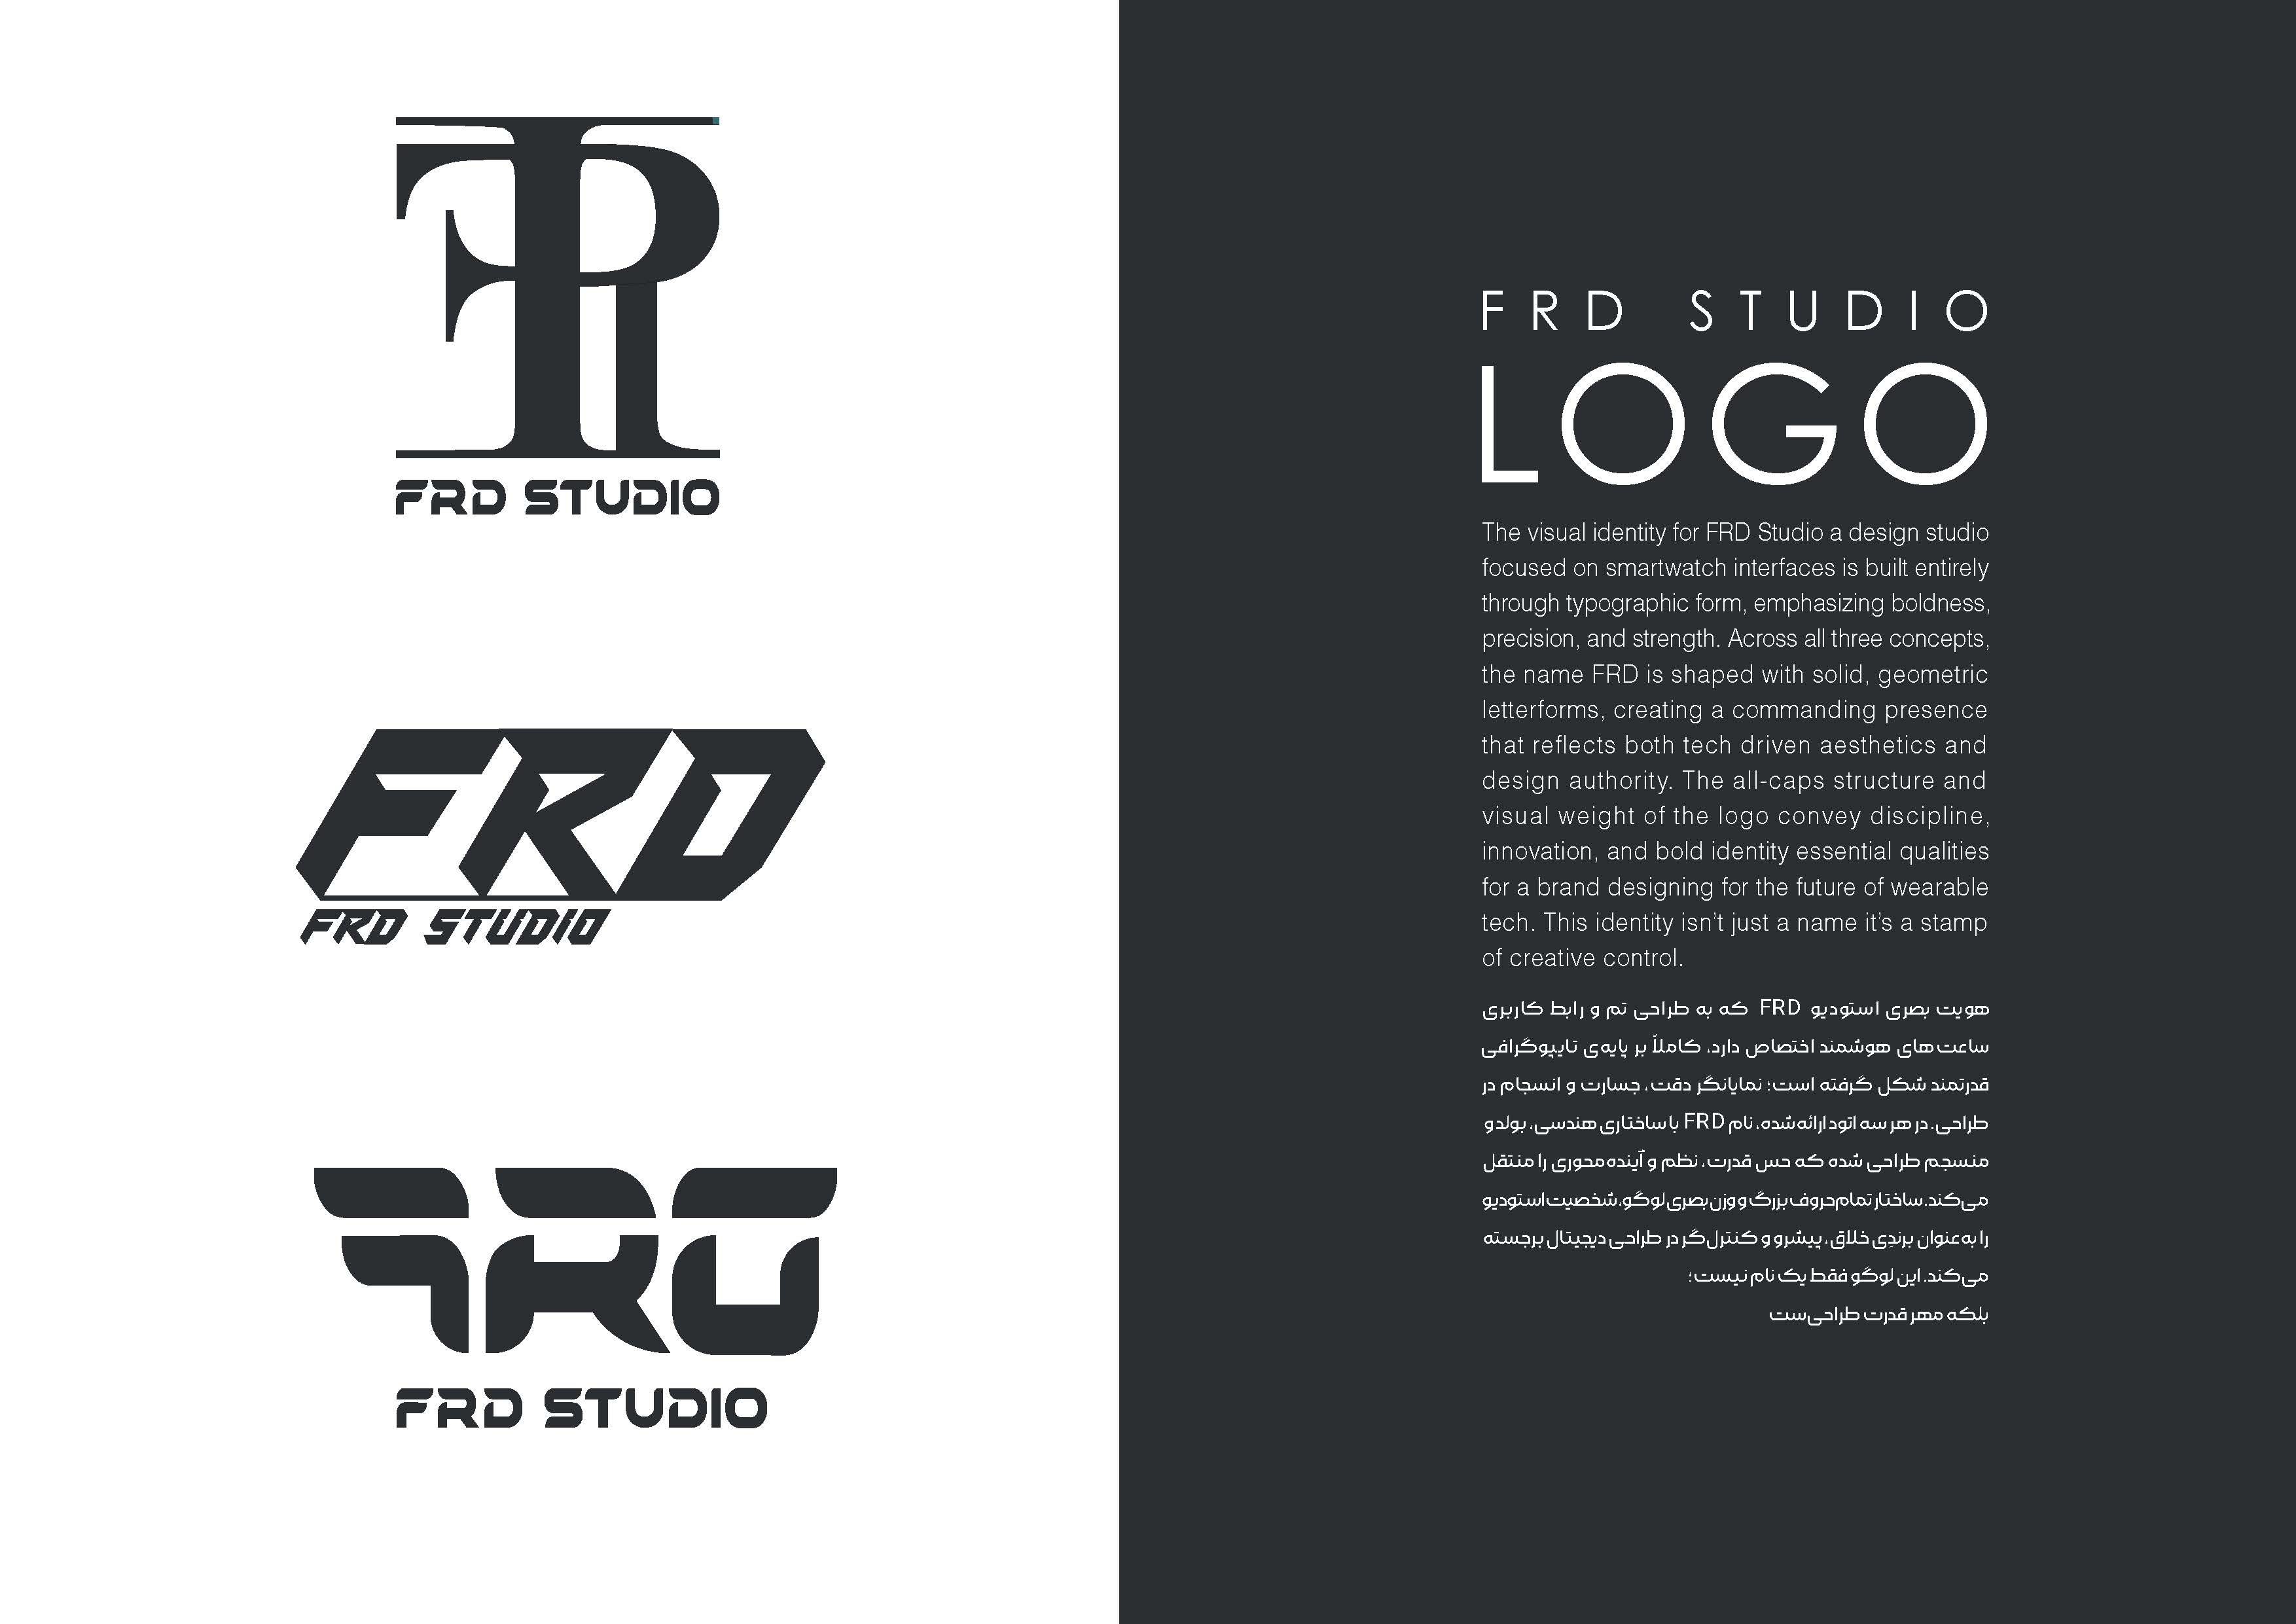 FRD STUDIO
FRD
FRD STUDIO
FRD
FRD STUDIO
FRD STUDIO
LOGO
The visual identity for FRD Studio a design studio
focused on smartwatch interfaces is built entirely
through typographic form, emphasizing boldness,
precision, and strength. Across all three concepts,
the name FRD is shaped with solid, geometric
letterforms, creating a commanding presence
that reflects both tech driven aesthetics and
design authority. The all-caps structure and
visual weight of the logo convey discipline,
innovation, and bold identity essential qualities
for a brand designing for the future of wearable
tech. This identity isn’t just a name it’s a stamp
of creative control.
هویت بصری استودیو FRD که به طراحی تم و رابط کاربری
ساعت های هوشمند اختصاص دارد، کاملاً بر پایه‌ی تایپوگرافی
قدرتمند شکل گرفته است؛ نمایانگر دقت، جسارت و انسجام در
طراحی. در هر سه اتود ارائه شده، نام FRD با ساختاری هندسی، بولد و
منسجم طراحی شده که حس قدرت، نظم و آینده‌محوری را منتقل
می‌کند. ساختار تمام‌حروف بزرگ و وزن بصری لوگو، شخصیت استودیو
را به‌عنوان برندِی خلاق، پیشرو و کنترل‌گر در طراحی دیجیتال برجسته
می‌کند. این لوگو فقط یک نام نیست؛
بلکه مهر قدرت طراحی‌ست